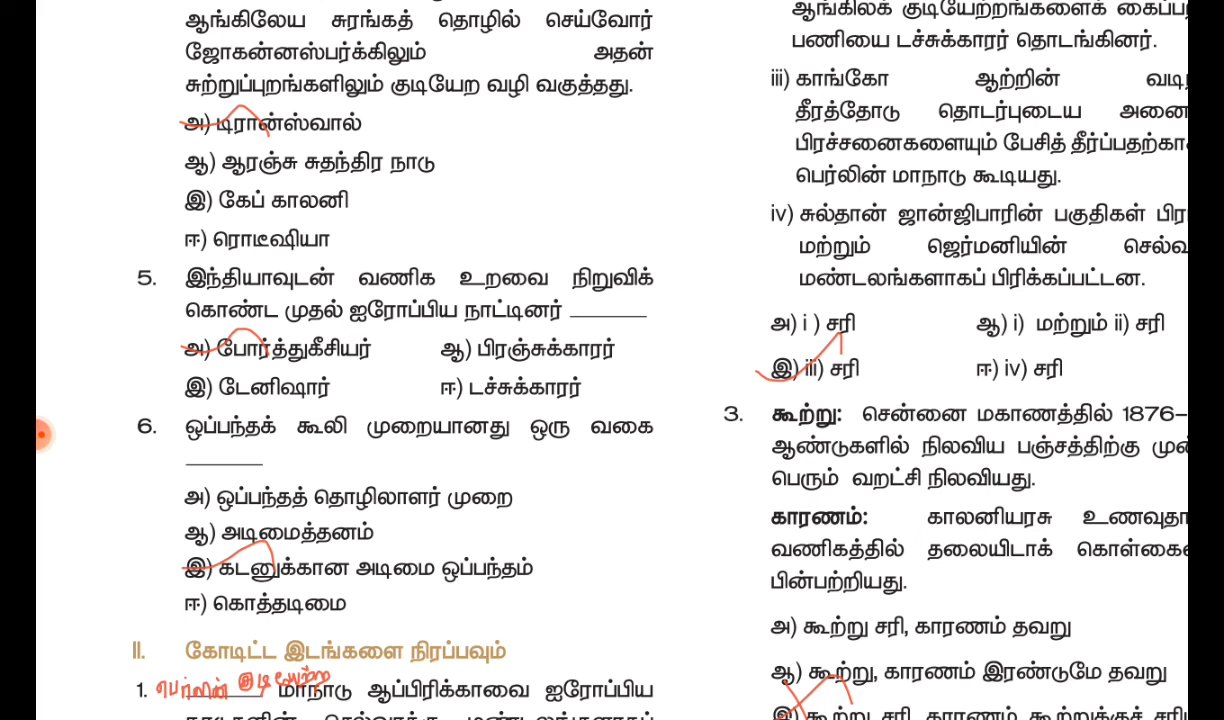 ஆங்கிலேய சுரங்கத் தொழில் செய்வோர்
ஜோகன்னஸ்பர்க்கிலும் அதன்
சுற்றுப்புறங்களிலும் குடியேற வழி வகுத்தது.
அ) டிரான்ஸ்வால்
ஆ) ஆரஞ்சு சுதந்திர நாடு
இ) கேப் காலனி
ஈ) ரொடீஷியா
5. இந்தியாவுடன் வணிக உறவை நிறுவிக்
கொண்ட முதல் ஐரோப்பிய நாட்டினர் ________
அ) போர்த்துகீசியர் ஆ) பிரஞ்சுக்காரர்
இ) டேனிஷார் ஈ) டச்சுக்காரர்
6. ஒப்பந்தக் கூலி முறையானது ஒரு வகை
________
அ) ஒப்பந்தத் தொழிலாளர் முறை
ஆ) அடிமைத்தனம்
இ) கடனுக்கான அடிமை ஒப்பந்தம்
ஈ) கொத்தடிமை
II. கோடிட்ட இடங்களை நிரப்பவும்
1. பெர்லின் குடியேற்ற மாநாடு ஆப்பிரிக்காவை ஐரோப்பிய
ஆங்கிலக் குடியேற்றங்களைக் கைப்ப
பணியை டச்சுக்காரர் தொடங்கினர்.
iii) காங்கோ ஆற்றின் வடி
தீரத்தோடு தொடர்புடைய அனை
பிரச்சனைகளையும் பேசித் தீர்ப்பதற்கா
பெர்லின் மாநாடு கூடியது.
iv) சுல்தான் ஜான்ஜிபாரின் பகுதிகள் பிர
மற்றும் ஜெர்மனியின் செல்வ
மண்டலங்களாகப் பிரிக்கப்பட்டன.
அ) i ) சரி ஆ) i) மற்றும் ii) சரி
இ) iii) சரி ஈ) iv) சரி
3. கூற்று: சென்னை மகாணத்தில் 1876–
ஆண்டுகளில் நிலவிய பஞ்சத்திற்கு முன்
பெரும் வறட்சி நிலவியது.
காரணம்: காலனியரசு உணவுதா
வணிகத்தில் தலையிடாக் கொள்கை
பின்பற்றியது.
அ) கூற்று சரி, காரணம் தவறு
ஆ) கூற்று, காரணம் இரண்டுமே தவறு
இ) கூற்று சரி, காரணம் கூற்றுக்குச் சரி